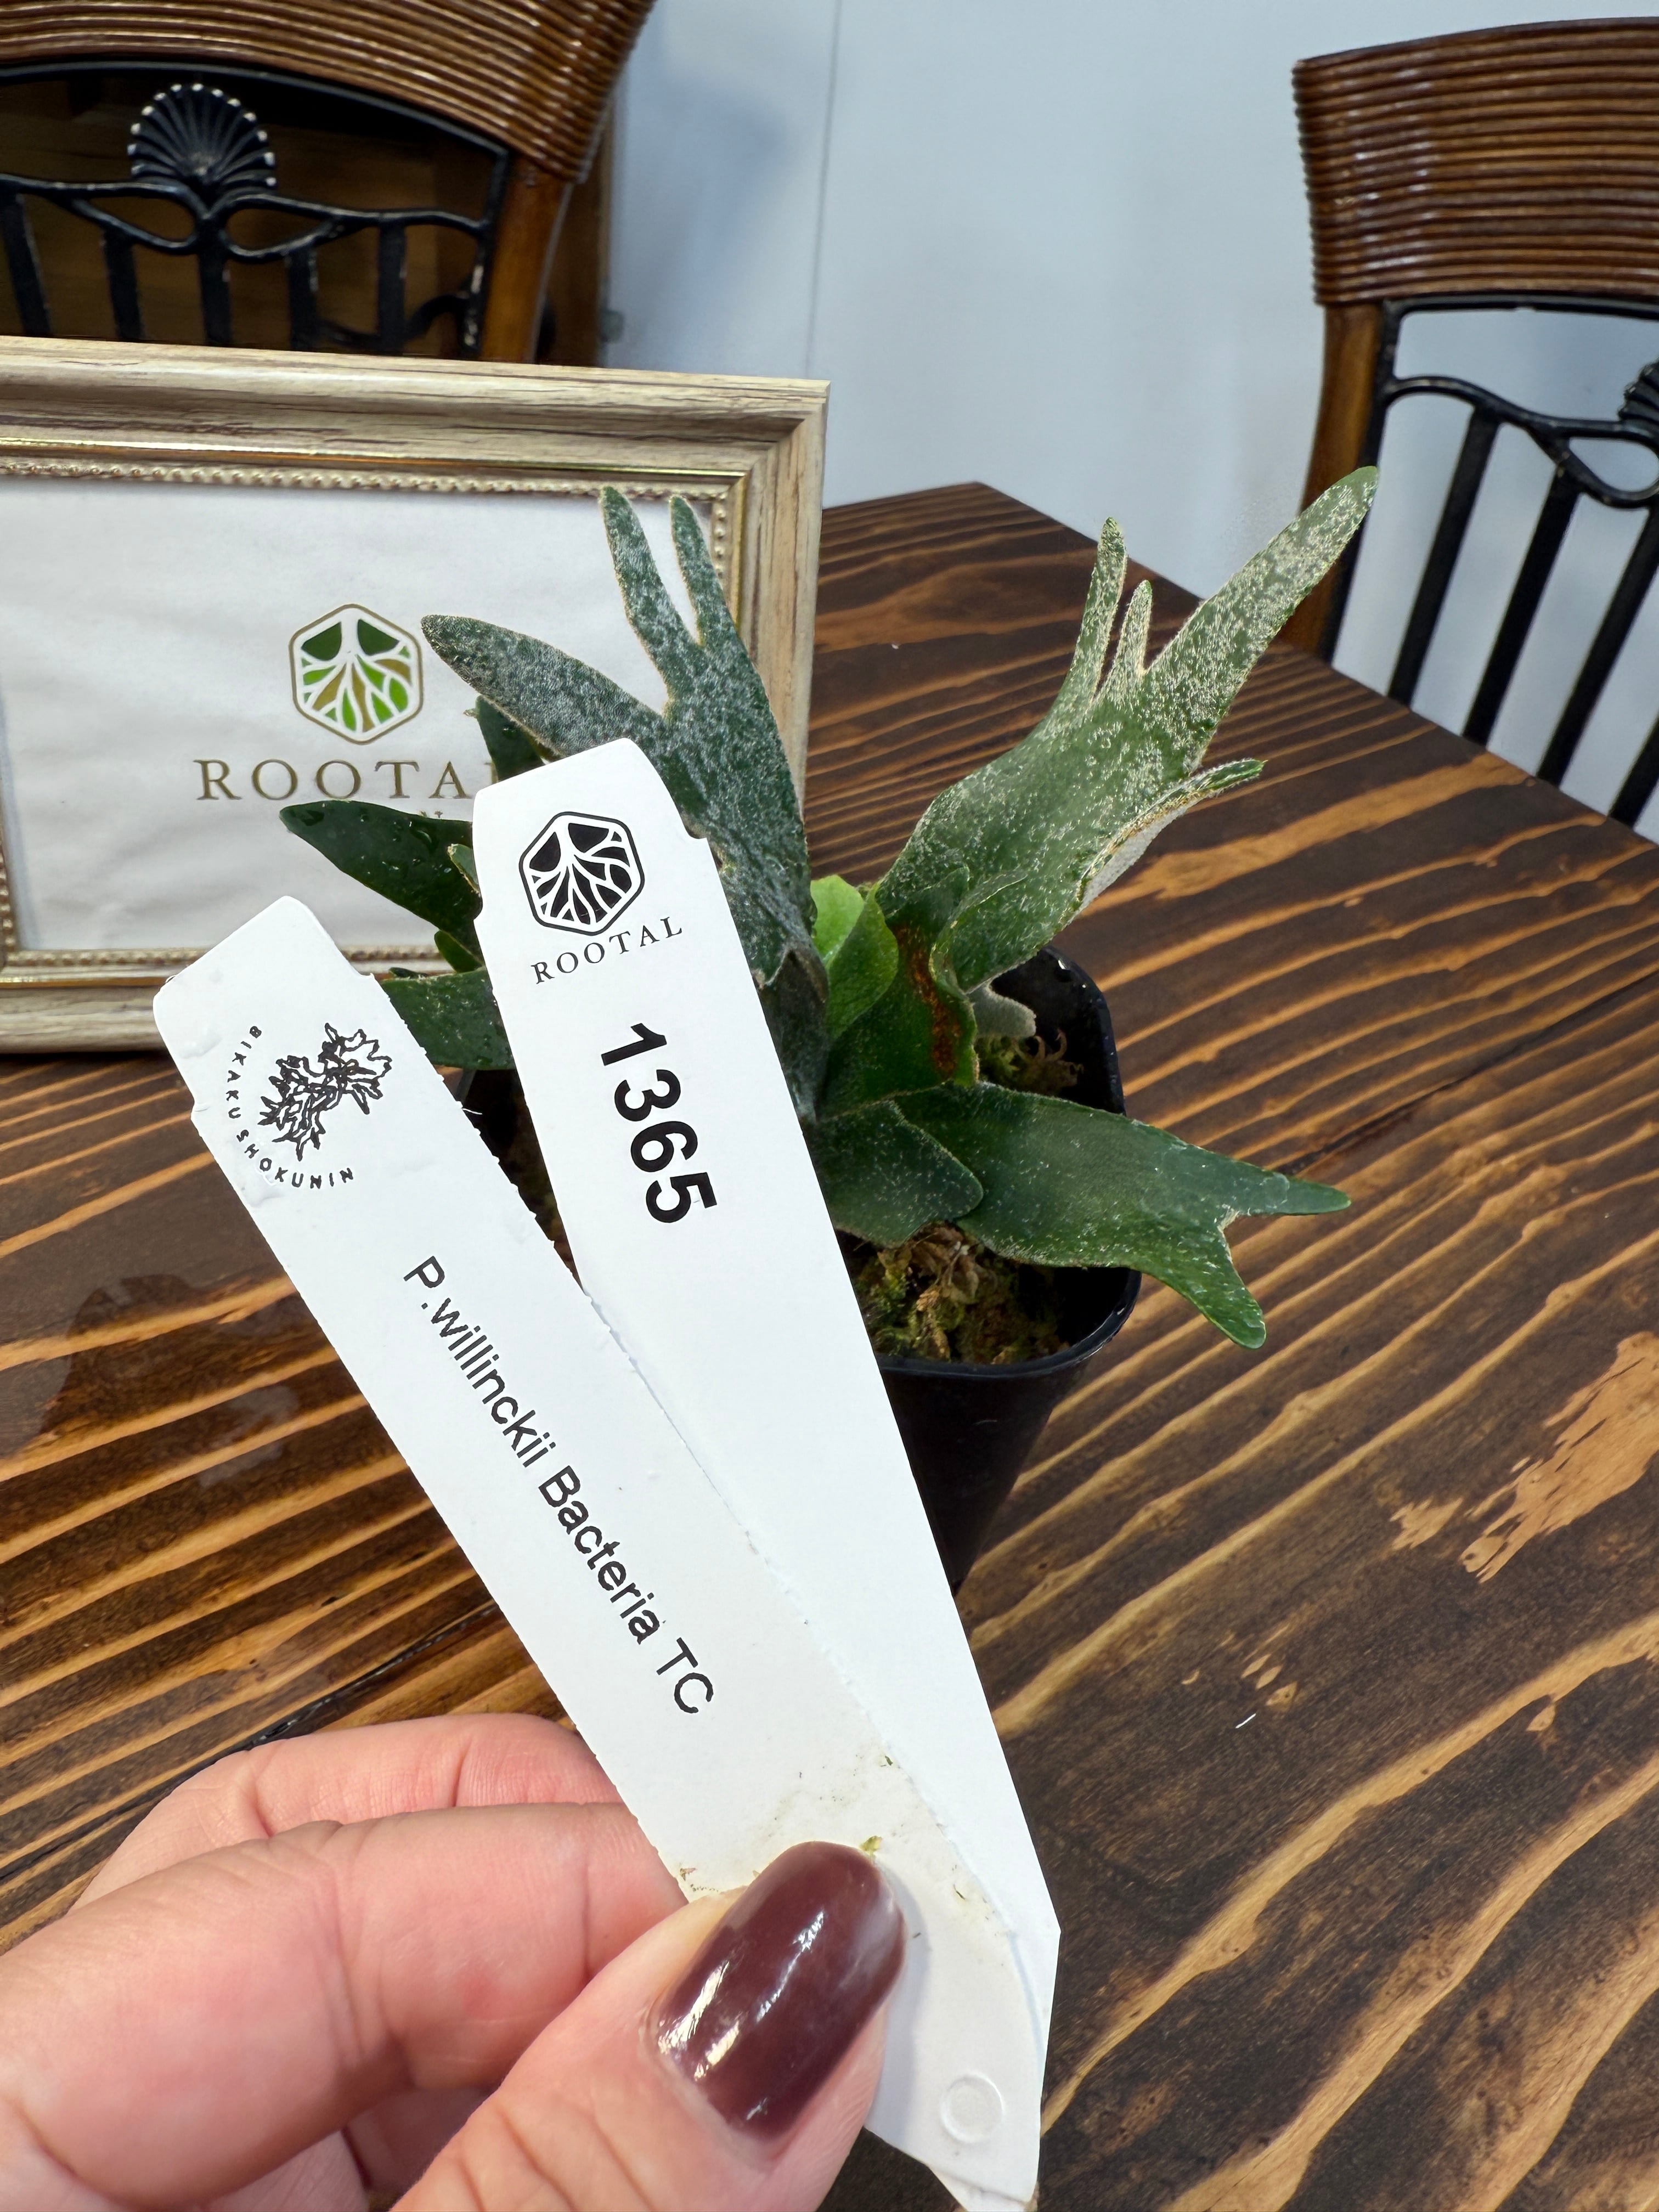 ROOTAL
ROOTAL
1365
BIKAKU SHOKUNIN
P.willinckii Bacteria TC